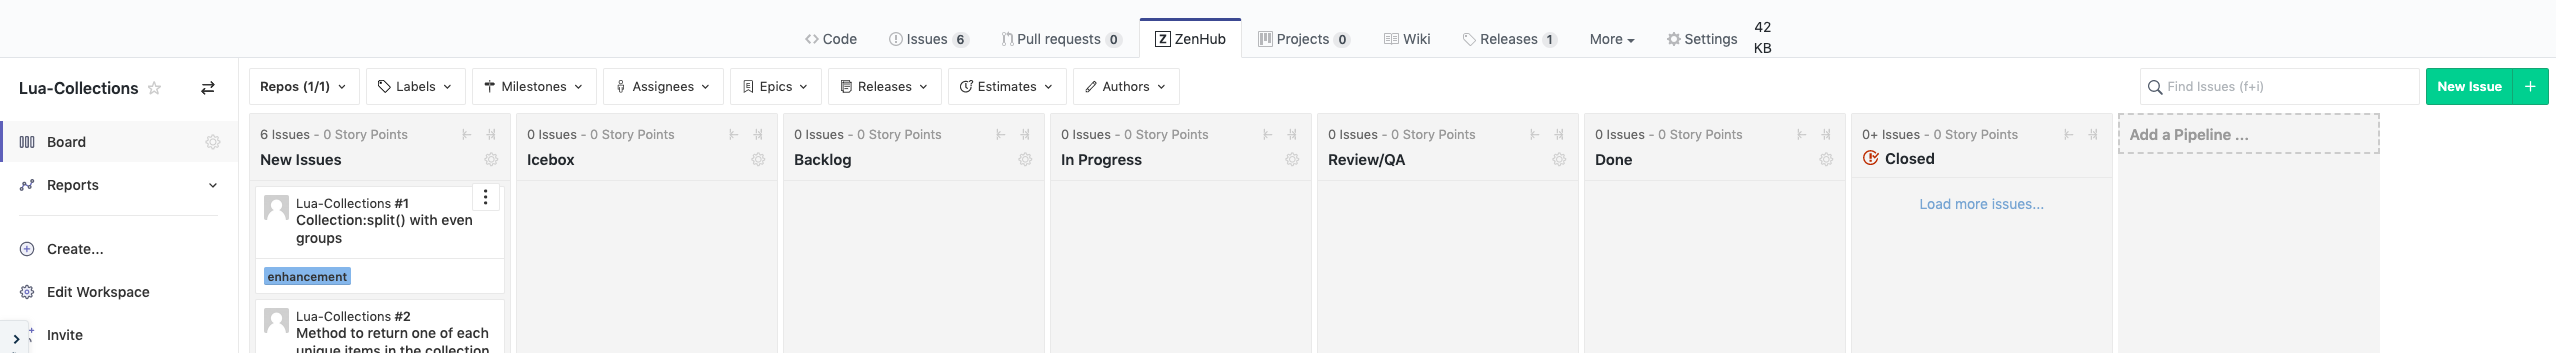 Code
Issues 6
Pull requests 0
Z ZenHub
Projects 0
Wiki
Releases 1
More
Settings
42
KB
Lua-Collections
Repos (1/1)
Labels
Milestones
Assignees
Epics
Releases
Estimates
Authors
Find Issues (f+i)
New Issue +
Board
Reports
Create...
Edit Workspace
Invite
6 Issues - 0 Story Points
New Issues
Lua-Collections #1
Collection:split() with even
groups
enhancement
Lua-Collections #2
Method to return one of each
unique items in the collection
0 Issues - 0 Story Points
Icebox
0 Issues - 0 Story Points
Backlog
0 Issues - 0 Story Points
In Progress
0 Issues - 0 Story Points
Review/QA
0 Issues - 0 Story Points
Done
0+ Issues - 0 Story Points
Closed
Load more issues...
Add a Pipeline ...